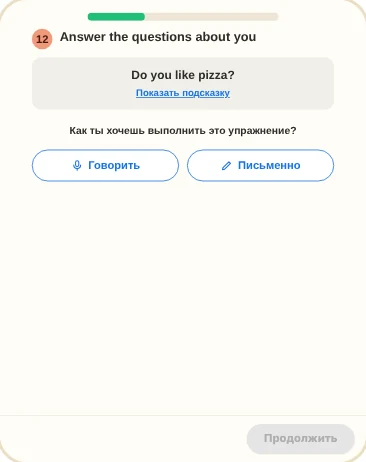 12 Answer the questions about you
Do you like pizza?
Показать подсказку
Как ты хочешь выполнить это упражнение?
Говорить
Письменно
Продолжить